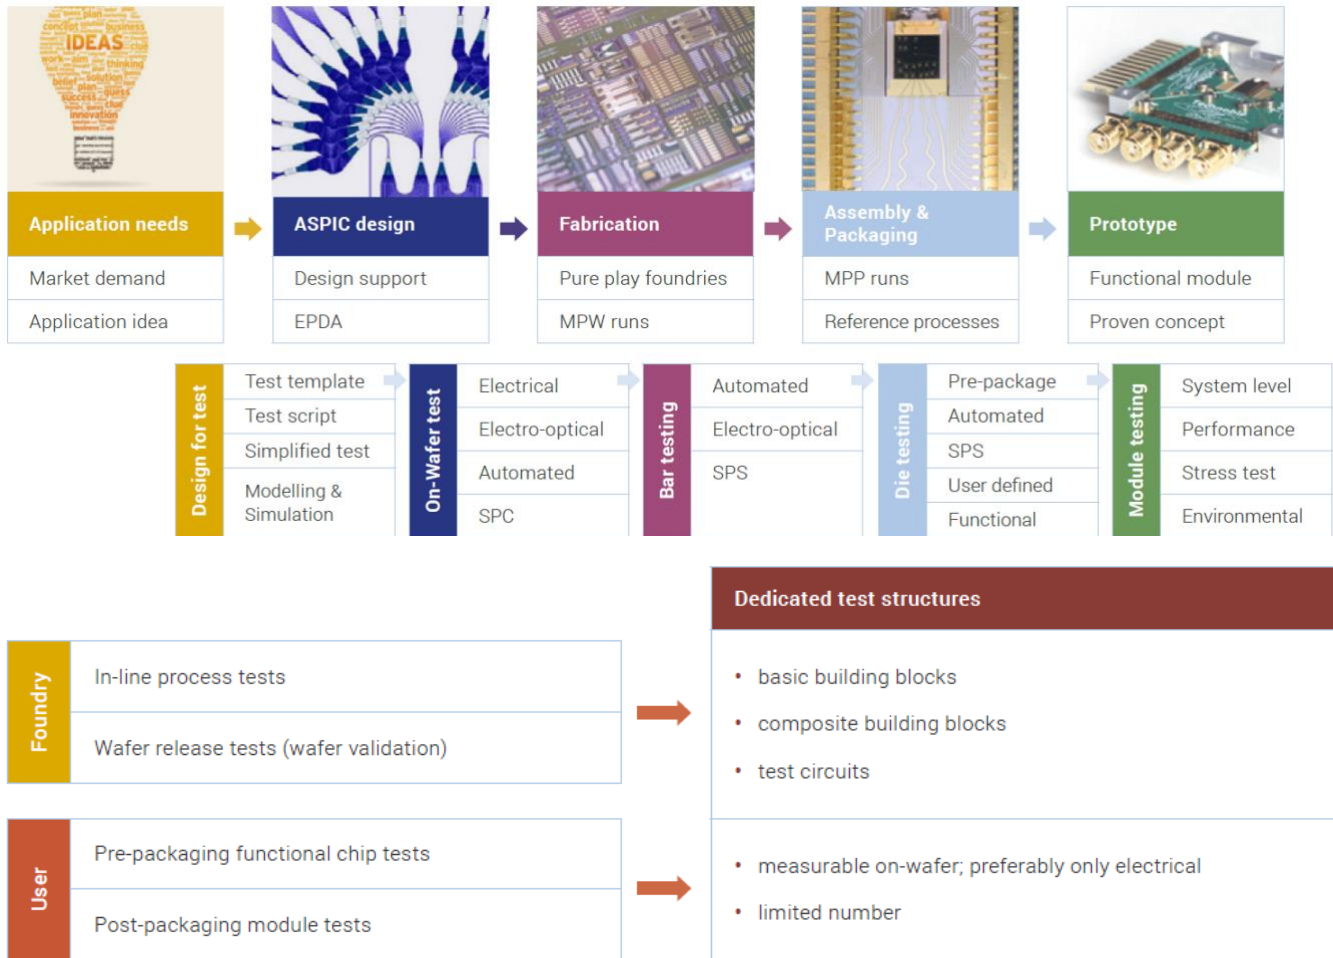 IDEAS
Application needs
Market demand
Application idea
ASPIC design
Design support
EPDA
Fabrication
Pure play foundries
MPW runs
Assembly &
Packaging
MPP runs
Reference processes
Prototype
Functional module
Proven concept
Design for test
Test template
Test script
Simplified test
Modelling &
Simulation
On-Wafer test
Electrical
Electro-optical
Automated
SPC
Bar testing
Automated
Electro-optical
SPS
Die testing
Pre-package
Automated
SPS
User defined
Functional
Module testing
System level
Performance
Stress test
Environmental
Foundry
In-line process tests
Wafer release tests (wafer validation)
User
Pre-packaging functional chip tests
Post-packaging module tests
Dedicated test structures
• basic building blocks
• composite building blocks
• test circuits
• measurable on-wafer; preferably only electrical
• limited number